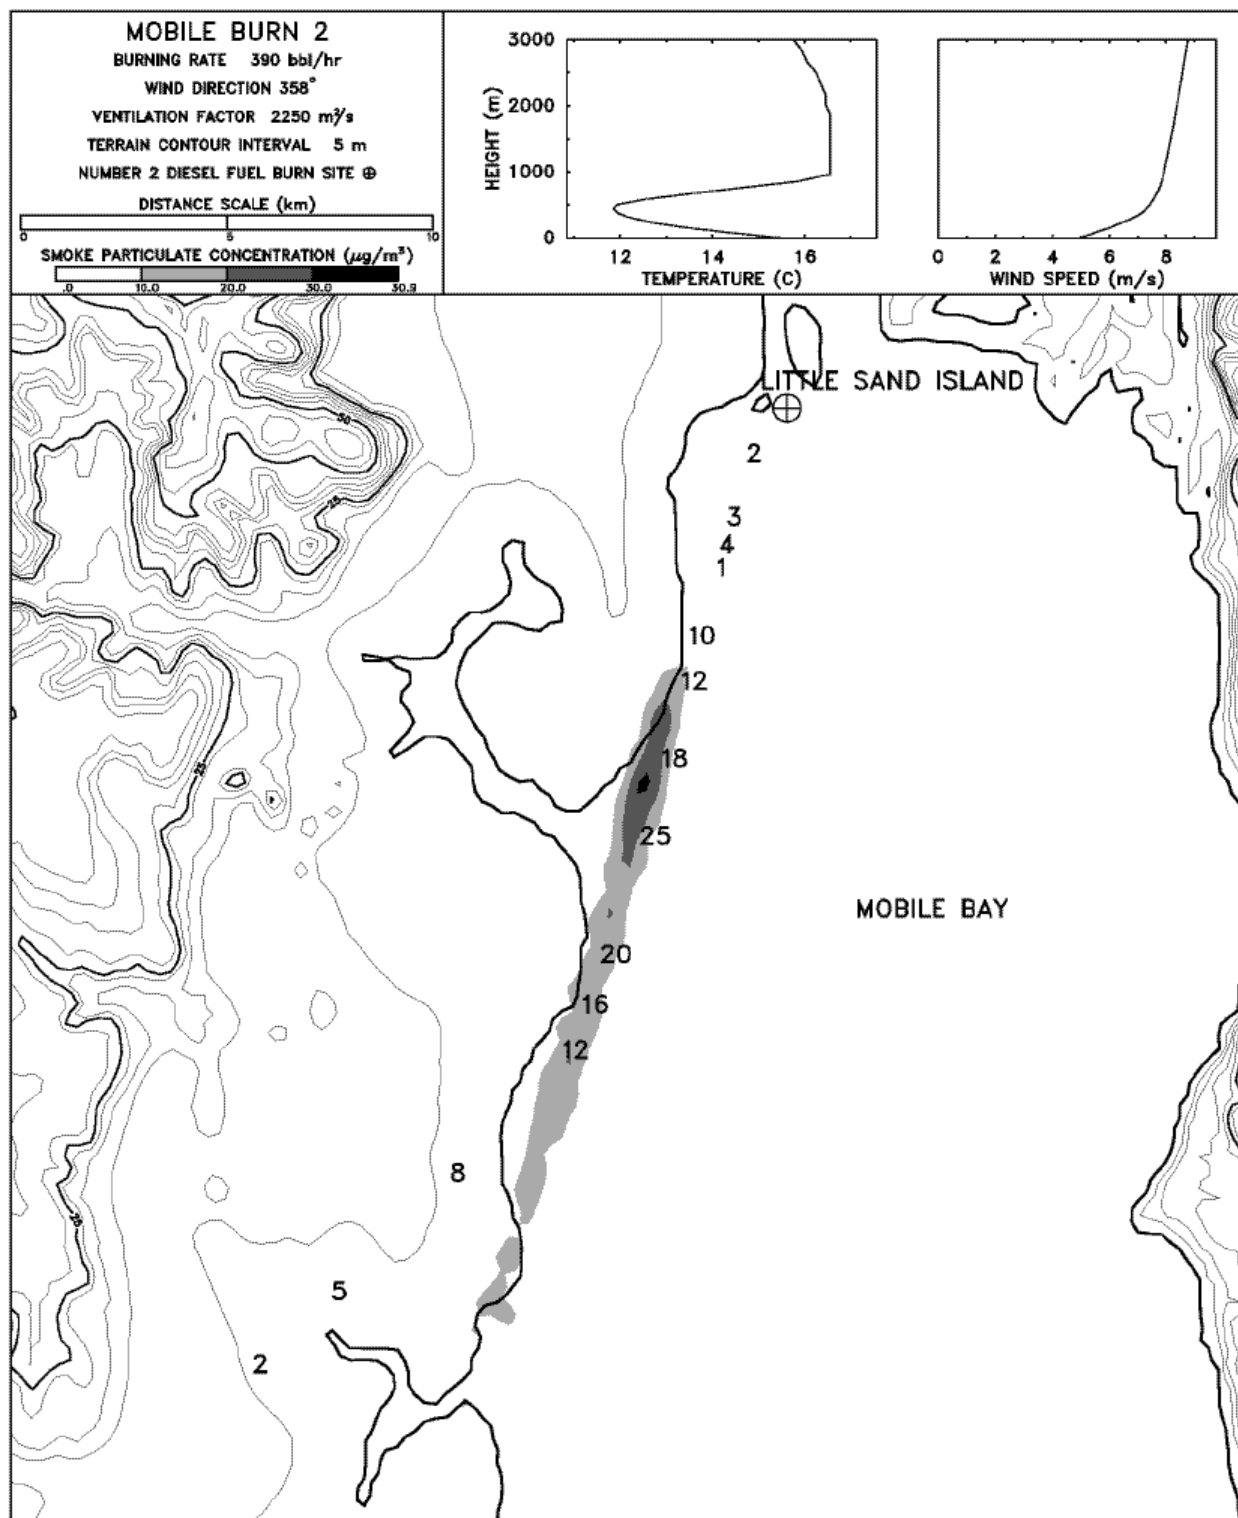 MOBILE BURN 2
BURNING RATE 390 bbl/hr
WIND DIRECTION 358°
VENTILATION FACTOR 2250 m²/s
TERRAIN CONTOUR INTERVAL 5 m
NUMBER 2 DIESEL FUEL BURN SITE ⊕
DISTANCE SCALE (km)
0 5 10
SMOKE PARTICULATE CONCENTRATION (μg/m³)
.0 10.0 20.0 30.0 30.9
HEIGHT (m)
3000
2000
1000
0
12 14 16
TEMPERATURE (C)
0 2 4 6 8
WIND SPEED (m/s)
LITTLE SAND ISLAND
50
2
25
3
4
1
10
12
18
25
25
MOBILE BAY
20
16
12
8
25
5
2